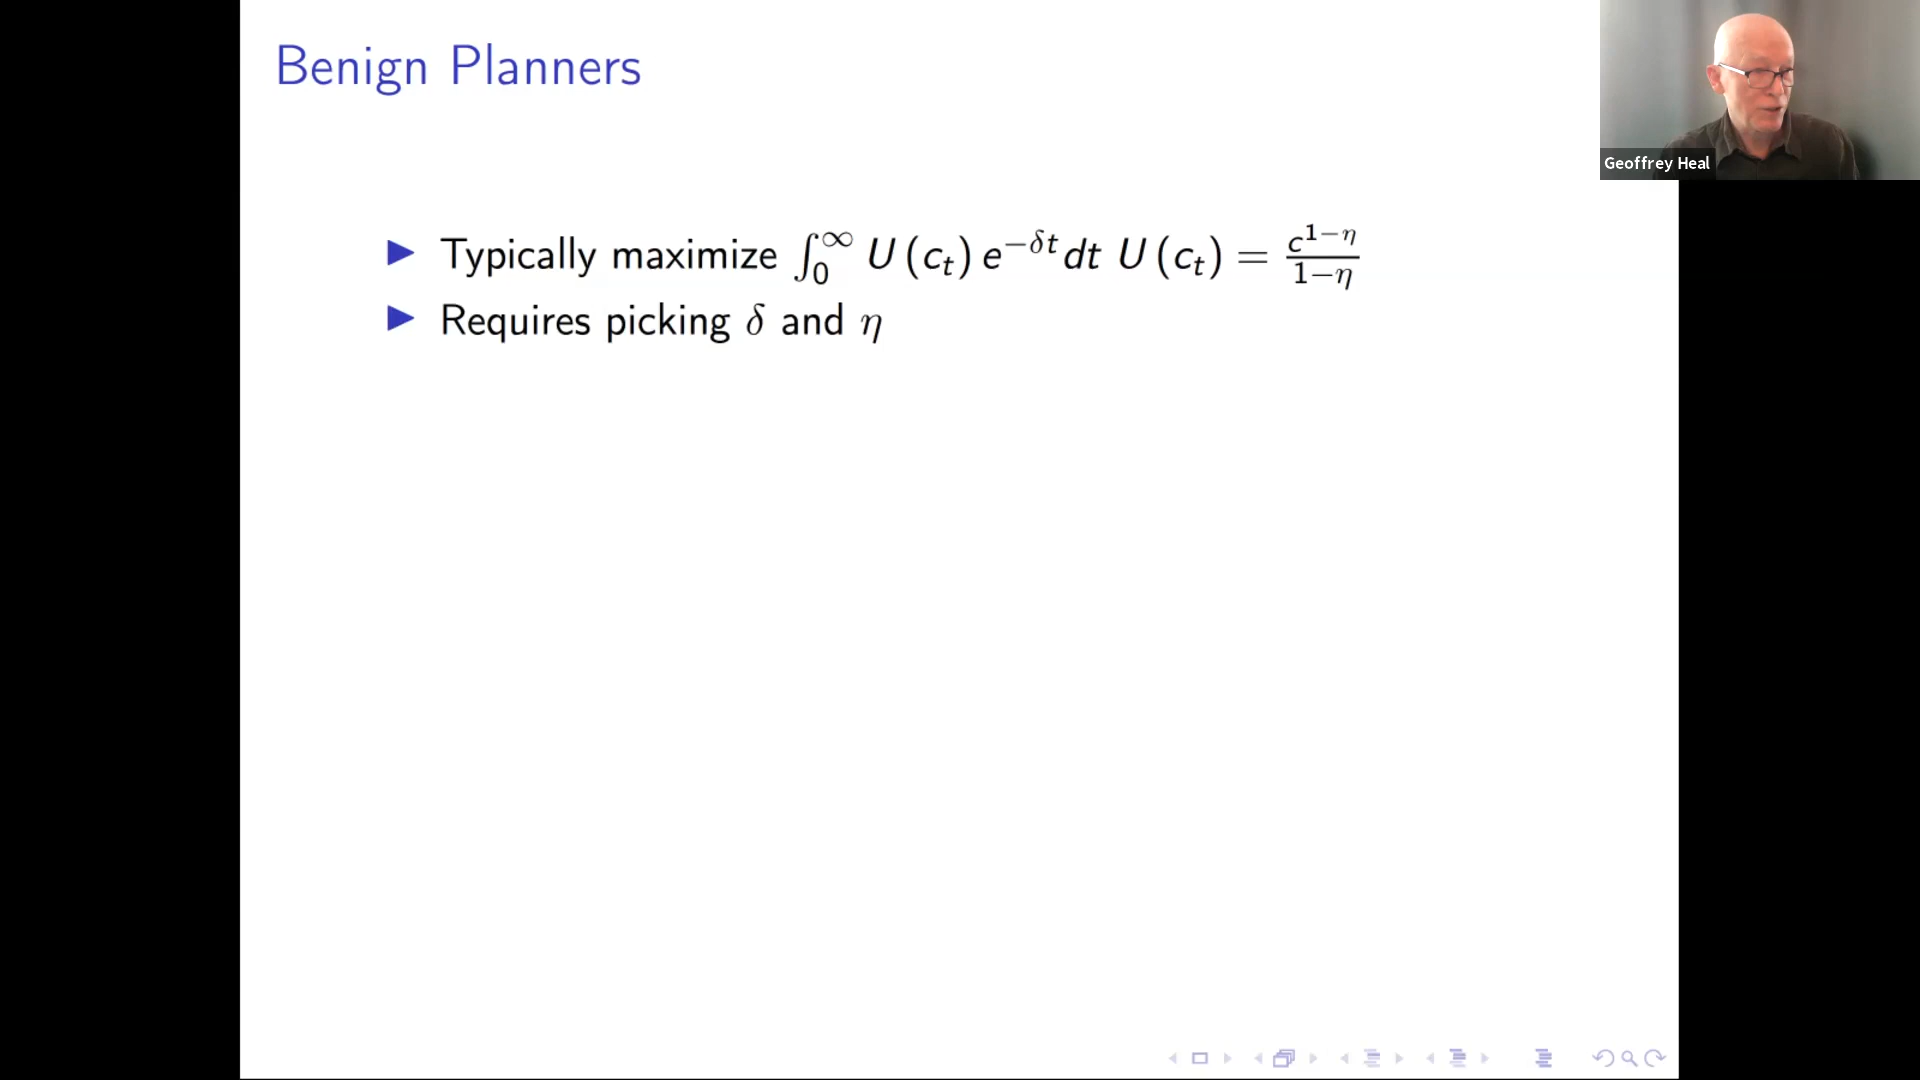 Benign Planners
Geoffrey Heal
▶ Typically maximize ∫₀^∞ U(cₜ) e^{−δt} dt U(cₜ) = c^{1−η}/(1−η)
▶ Requires picking δ and η